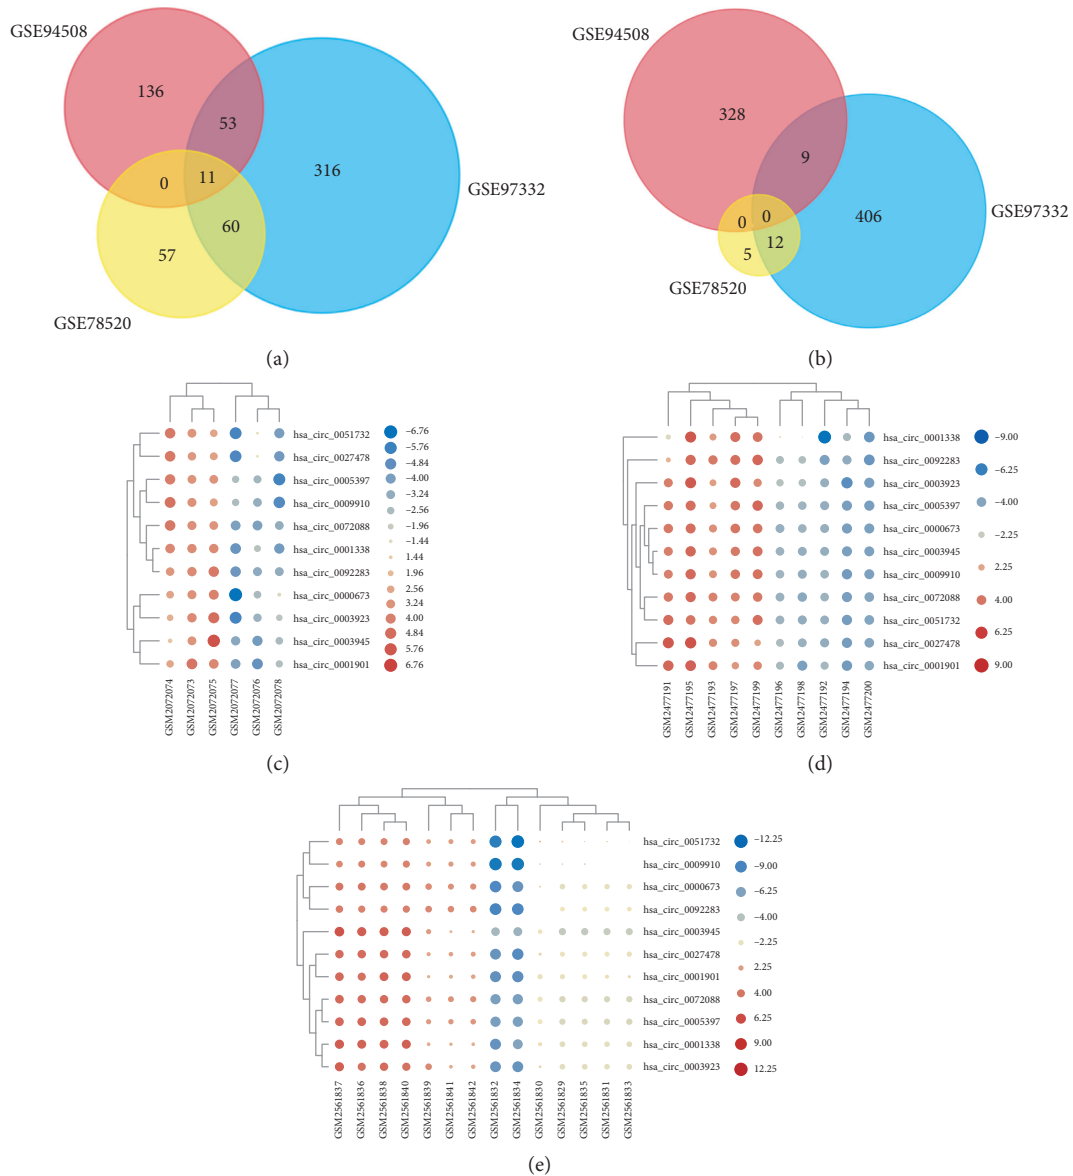 GSE94508
136
53
0
11
316
GSE97332
60
57
GSE78520
(a)
GSE94508
328
9
0
0
406
GSE97332
5
12
GSE78520
(b)
hsa_circ_0051732
hsa_circ_0027478
hsa_circ_0005397
hsa_circ_0009910
hsa_circ_0072088
hsa_circ_0001338
hsa_circ_0092283
hsa_circ_0000673
hsa_circ_0003923
hsa_circ_0003945
hsa_circ_0001901
−6.76
−5.76
−4.84
−4.00
−3.24
−2.56
−1.96
−1.44
1.44
1.96
2.56
3.24
4.00
4.84
5.76
6.76
GSM2072074
GSM2072073
GSM2072075
GSM2072077
GSM2072076
GSM2072078
(c)
hsa_circ_0001338
hsa_circ_0092283
hsa_circ_0003923
hsa_circ_0005397
hsa_circ_0000673
hsa_circ_0003945
hsa_circ_0009910
hsa_circ_0072088
hsa_circ_0051732
hsa_circ_0027478
hsa_circ_0001901
−9.00
−6.25
−4.00
−2.25
2.25
4.00
6.25
9.00
GSM2477191
GSM2477195
GSM2477193
GSM2477197
GSM2477199
GSM2477196
GSM2477198
GSM2477192
GSM2477194
GSM2477200
(d)
hsa_circ_0051732
hsa_circ_0009910
hsa_circ_0000673
hsa_circ_0092283
hsa_circ_0003945
hsa_circ_0027478
hsa_circ_0001901
hsa_circ_0072088
hsa_circ_0005397
hsa_circ_0001338
hsa_circ_0003923
−12.25
−9.00
−6.25
−4.00
−2.25
2.25
4.00
6.25
9.00
12.25
GSM2561837
GSM2561836
GSM2561838
GSM2561840
GSM2561839
GSM2561841
GSM2561842
GSM2561832
GSM2561834
GSM2561830
GSM2561829
GSM2561835
GSM2561831
GSM2561833
(e)